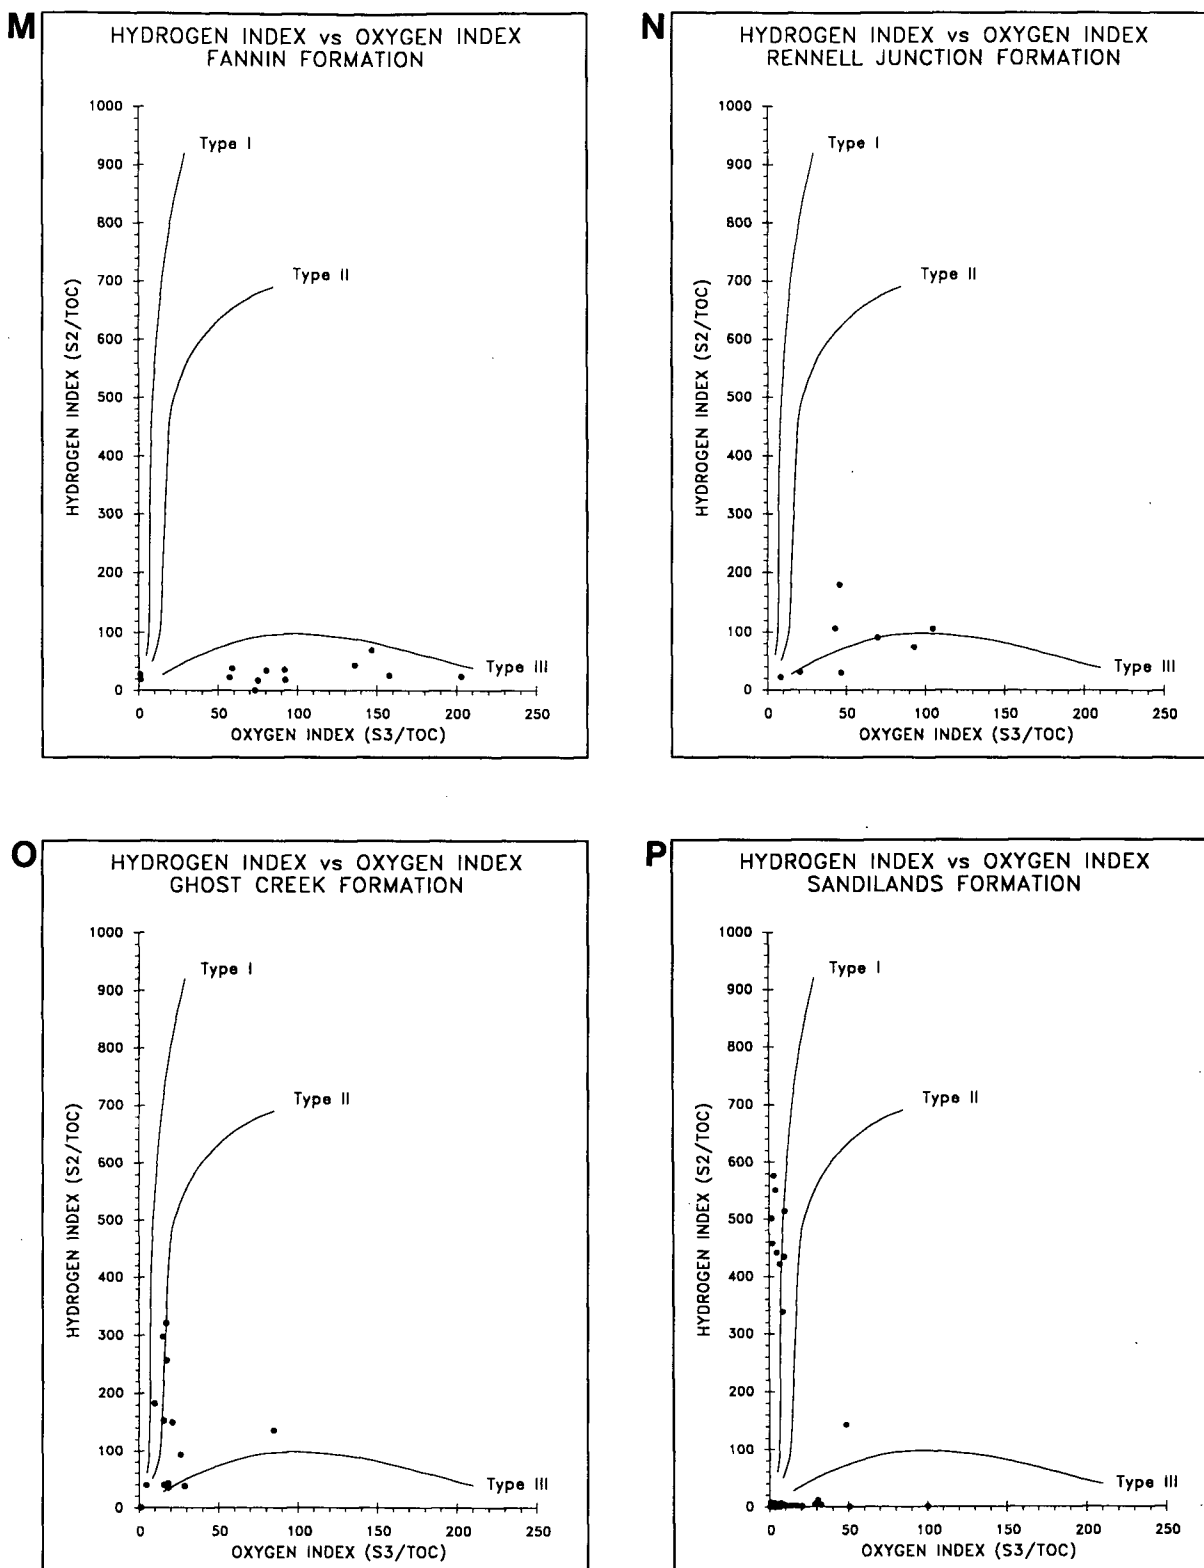 M
HYDROGEN INDEX vs OXYGEN INDEX
FANNIN FORMATION
HYDROGEN INDEX (S2/TOC)
1000
900
800
700
600
500
400
300
200
100
0
Type I
Type II
Type III
0 50 100 150 200 250
OXYGEN INDEX (S3/TOC)
N
HYDROGEN INDEX vs OXYGEN INDEX
RENNELL JUNCTION FORMATION
HYDROGEN INDEX (S2/TOC)
1000
900
800
700
600
500
400
300
200
100
0
Type I
Type II
Type III
0 50 100 150 200 250
OXYGEN INDEX (S3/TOC)
O
HYDROGEN INDEX vs OXYGEN INDEX
GHOST CREEK FORMATION
HYDROGEN INDEX (S2/TOC)
1000
900
800
700
600
500
400
300
200
100
0
Type I
Type II
Type III
0 50 100 150 200 250
OXYGEN INDEX (S3/TOC)
P
HYDROGEN INDEX vs OXYGEN INDEX
SANDILANDS FORMATION
HYDROGEN INDEX (S2/TOC)
1000
900
800
700
600
500
400
300
200
100
0
Type I
Type II
Type III
0 50 100 150 200 250
OXYGEN INDEX (S3/TOC)